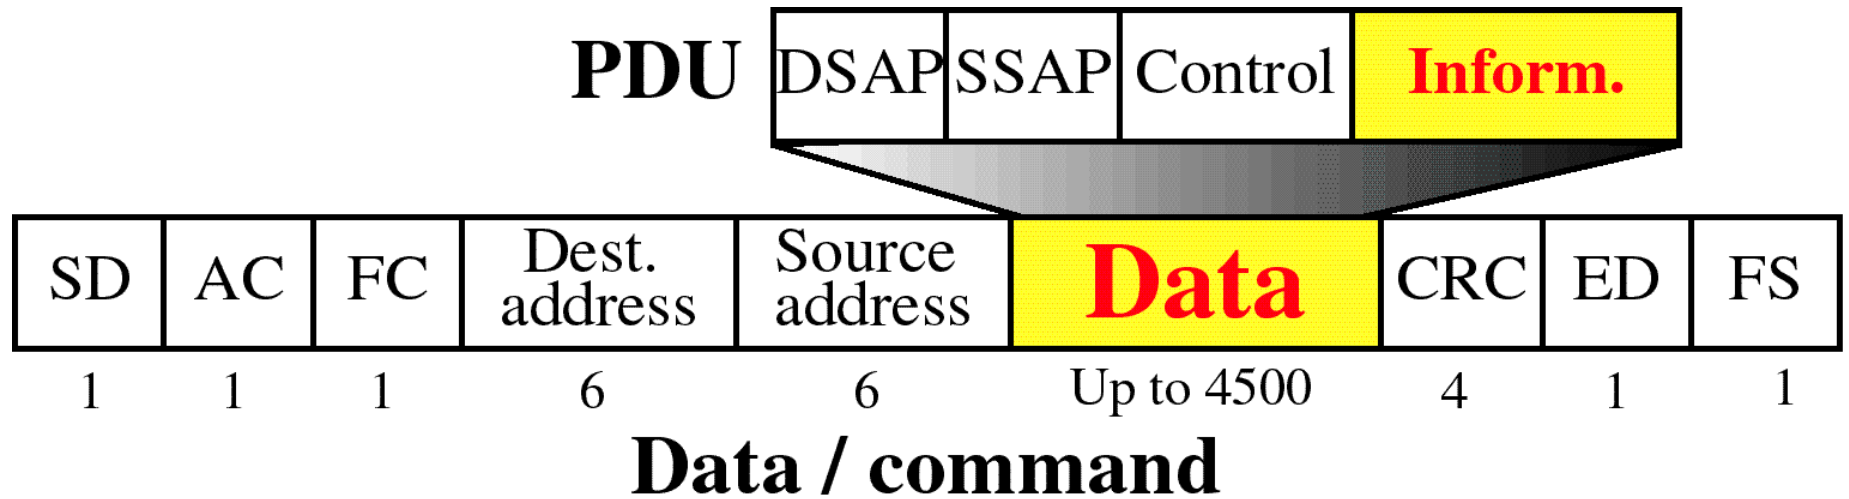 PDU DSAP SSAP Control Inform.
SD AC FC Dest. address Source address Data CRC ED FS
1 1 1 6 6 Up to 4500 4 1 1
Data / command